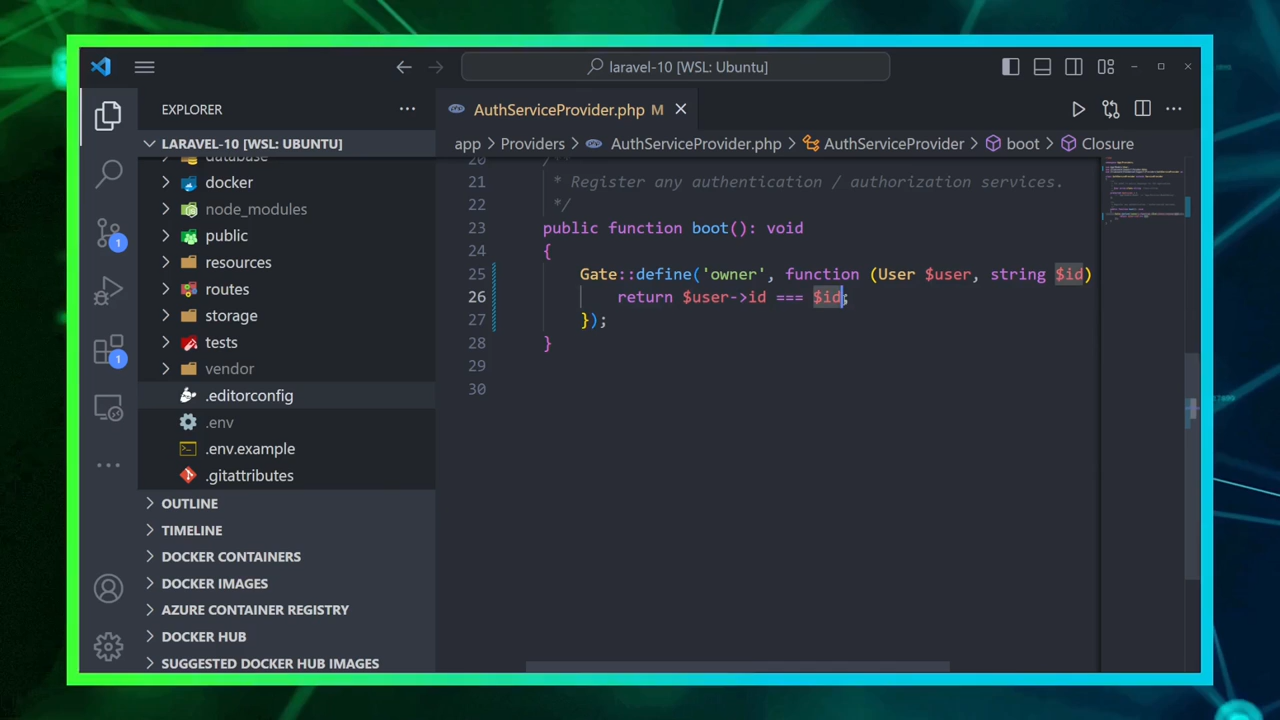 laravel-10 [WSL: Ubuntu]
EXPLORER
AuthServiceProvider.php M
LARAVEL-10 [WSL: UBUNTU]
app > Providers > AuthServiceProvider.php > AuthServiceProvider > boot > Closure
database
docker
node_modules
public
resources
routes
storage
tests
vendor
.editorconfig
.env
.env.example
.gitattributes
OUTLINE
TIMELINE
DOCKER CONTAINERS
DOCKER IMAGES
AZURE CONTAINER REGISTRY
DOCKER HUB
SUGGESTED DOCKER HUB IMAGES
1
1
20 /**
21 * Register any authentication / authorization services.
22 */
23 public function boot(): void
24 {
25 Gate::define('owner', function (User $user, string $id)
26 return $user->id === $id;
27 });
28 }
29
30